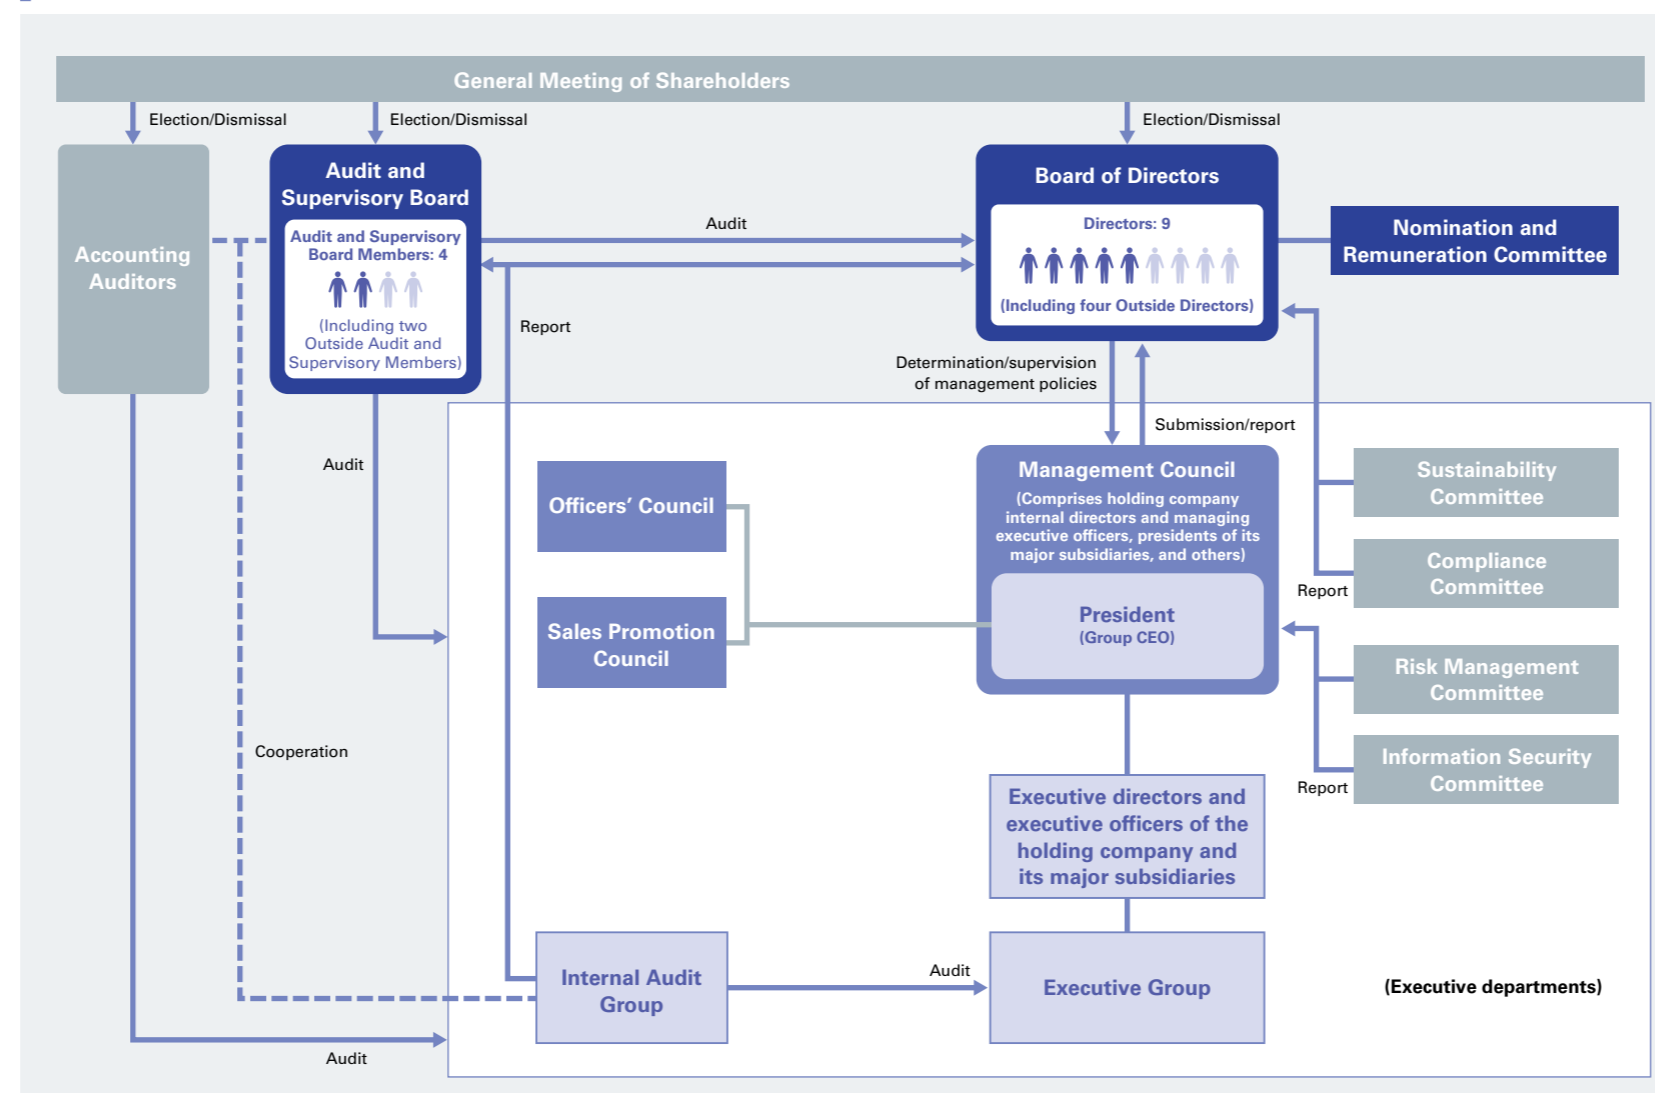 General Meeting of Shareholders
Election/Dismissal
Election/Dismissal
Election/Dismissal
Accounting
Auditors
Audit and
Supervisory Board
Audit and Supervisory
Board Members: 4
(Including two
Outside Audit and
Supervisory Members)
Audit
Report
Board of Directors
Directors: 9
(Including four Outside Directors)
Nomination and
Remuneration Committee
Determination/supervision
of management policies
Submission/report
Audit
Officers’ Council
Sales Promotion
Council
Management Council
(Comprises holding company
internal directors and managing
executive officers, presidents of its
major subsidiaries, and others)
President
(Group CEO)
Sustainability
Committee
Compliance
Committee
Report
Risk Management
Committee
Information Security
Committee
Report
Cooperation
Executive directors and
executive officers of the
holding company and
its major subsidiaries
Internal Audit
Group
Audit
Executive Group
(Executive departments)
Audit